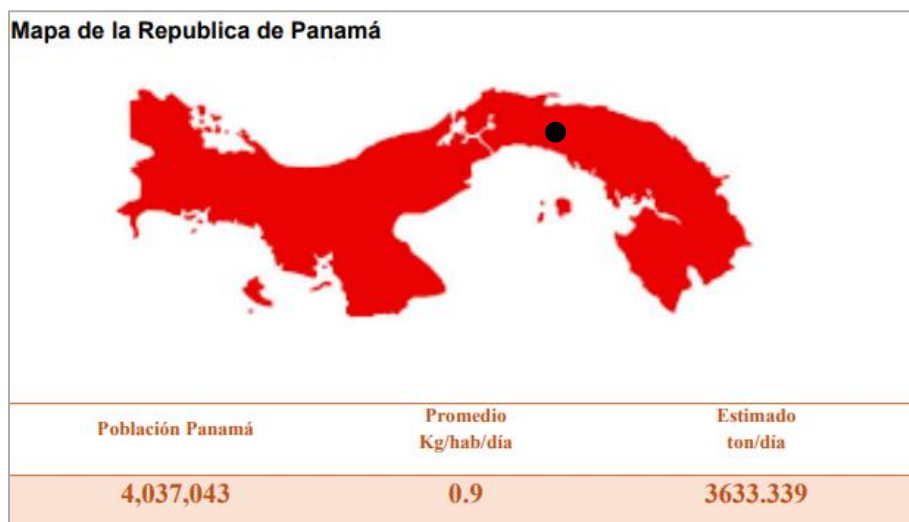 Mapa de la Republica de Panamá
Población Panamá
Promedio
Kg/hab/día
Estimado
ton/día
4,037,043
0.9
3633.339